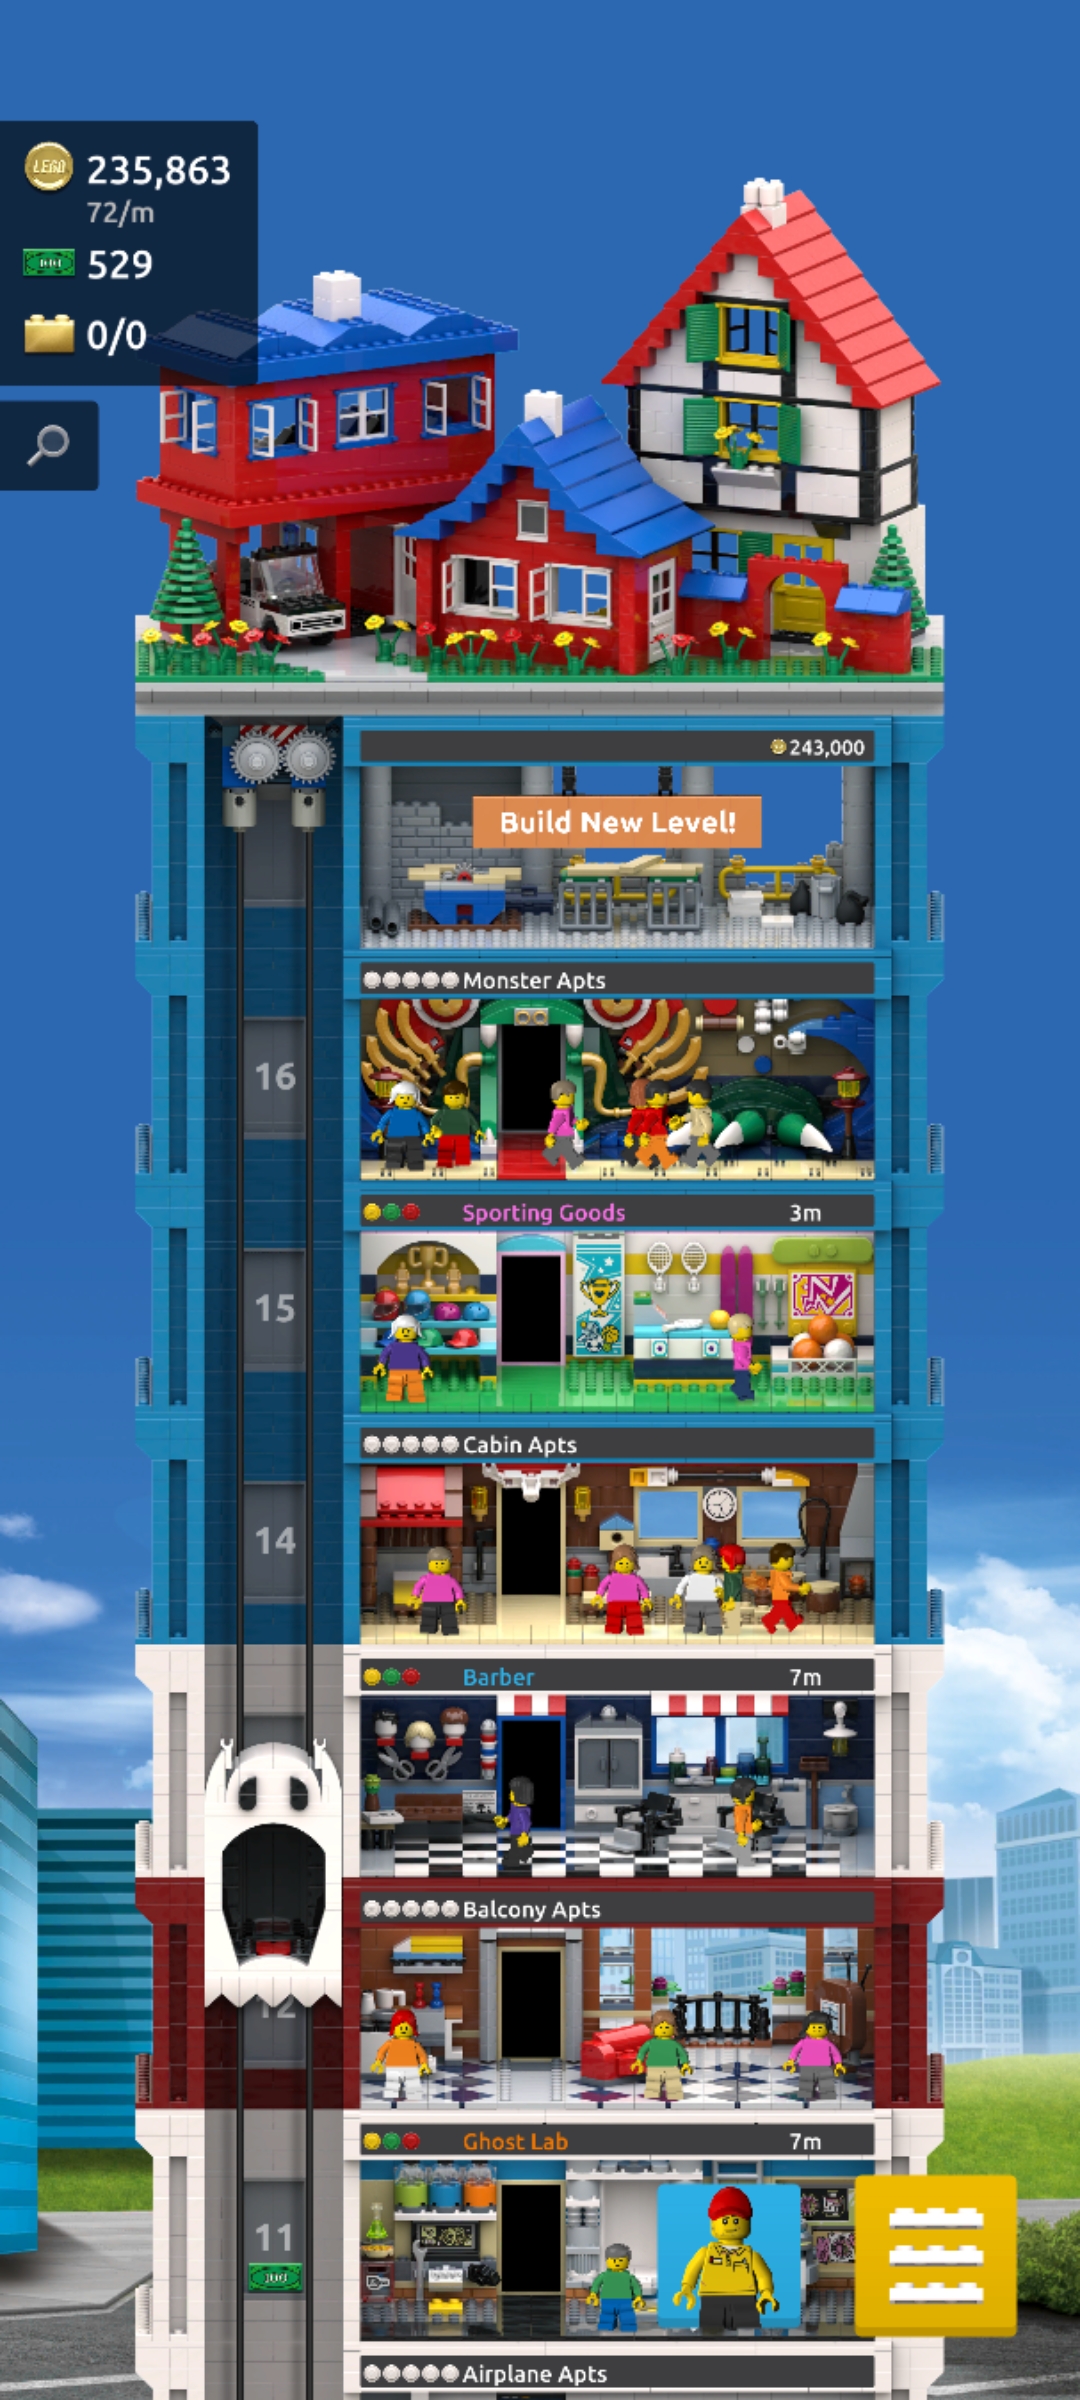 LEGO
235,863
72/m
529
0/0
243,000
Build New Level!
Monster Apts
16
Sporting Goods 3m
15
Cabin Apts
14
Barber 7m
Balcony Apts
12
Ghost Lab 7m
11
100
Airplane Apts